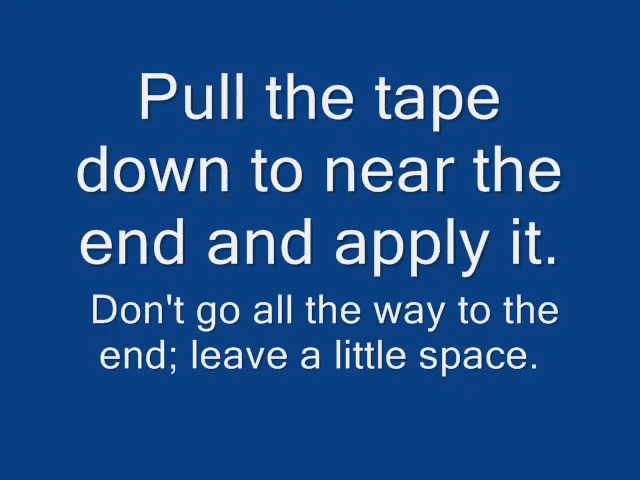 Pull the tape
down to near the
end and apply it.
Don't go all the way to the
end; leave a little space.